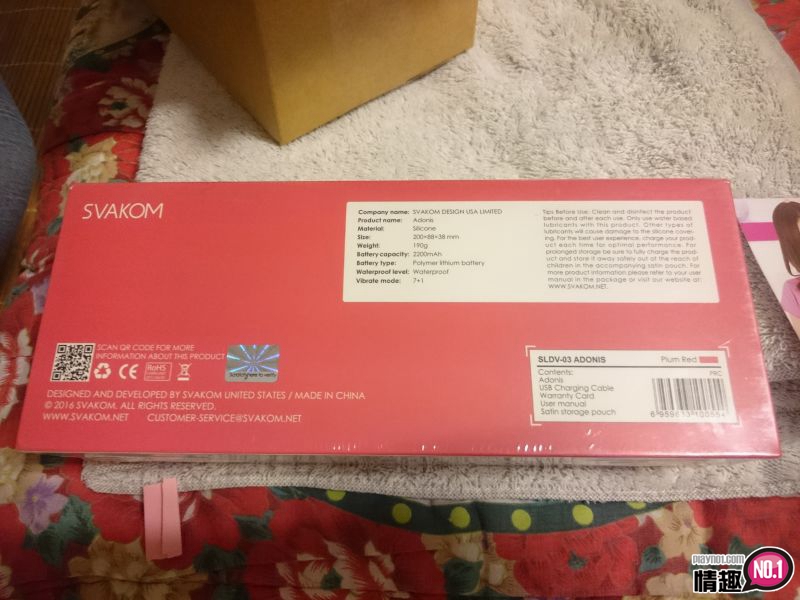 SVAKOM
Company name: SVAKOM DESIGN USA LIMITED
Product name: Adonis
Material: Silicone
Size: 200×88×38 mm
Weight: 190g
Battery capacity: 2200mAh
Battery type: Polymer lithium battery
Waterproof level: Waterproof
Vibrate mode: 7+1
Tips Before Use: Clean and disinfect the product
before and after each use. Only use water based
lubricants with this product. Other types of
lubricants will cause damage to the silicone cover-
ing. For the best user experience, charge your prod-
uct each time for optimal performance. For
prolonged storage be sure to fully charge the prod-
uct and store it away safely out at the reach of
children in the accompanying satin pouch. For
more product information please refer to your user
manual in the package or visit our website at:
WWW.SVAKOM.NET.
SCAN QR CODE FOR MORE
INFORMATION ABOUT THIS PRODUCT
CE
RoHS
Scratch here to verify
DESIGNED AND DEVELOPED BY SVAKOM UNITED STATES / MADE IN CHINA
© 2016 SVAKOM. ALL RIGHTS RESERVED.
WWW.SVAKOM.NET CUSTOMER-SERVICE@SVAKOM.NET
SLDV-03 ADONIS Plum Red
Contents:
Adonis
USB Charging Cable
Warranty Card
User manual
Satin storage pouch
PRC
playno1.com
情趣 NO.1